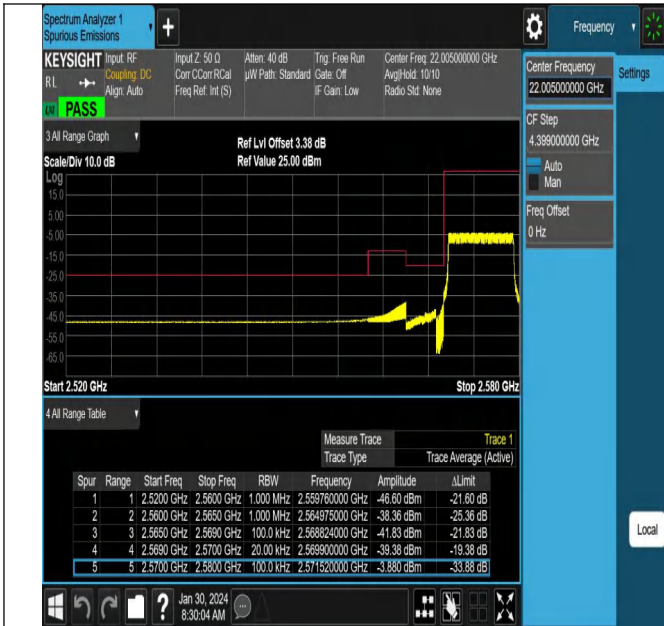 Spectrum Analyzer 1
Spurious Emissions
Frequency
KEYSIGHT
Input: RF
Input Z: 50 Ω
Atten: 40 dB
Trig: Free Run
Center Freq: 22.005000000 GHz
RL
Coupling: DC
Corr CCorr RCal
µW Path: Standard
Gate: Off
Avg|Hold: 10/10
Align: Auto
Freq Ref: Int (S)
IF Gain: Low
Radio Std: None
PASS
Center Frequency
22.005000000 GHz
Settings
CF Step
4.399000000 GHz
Auto
Man
Freq Offset
0 Hz
Local
3 All Range Graph
Ref Lvl Offset 3.38 dB
Scale/Div 10.0 dB
Ref Value 25.00 dBm
Log
15.0
5.00
-5.00
-15.0
-25.0
-35.0
-45.0
-55.0
-65.0
Start 2.520 GHz
Stop 2.580 GHz
4 All Range Table
Measure Trace
Trace 1
Trace Type
Trace Average (Active)
Spur Range Start Freq Stop Freq RBW Frequency Amplitude ΔLimit
1 1 2.5200 GHz 2.5600 GHz 1.000 MHz 2.559760000 GHz -46.60 dBm -21.60 dB
2 2 2.5600 GHz 2.5650 GHz 1.000 MHz 2.564975000 GHz -38.36 dBm -25.36 dB
3 3 2.5650 GHz 2.5690 GHz 100.0 kHz 2.568824000 GHz -41.83 dBm -21.83 dB
4 4 2.5690 GHz 2.5700 GHz 20.00 kHz 2.569900000 GHz -39.38 dBm -19.38 dB
5 5 2.5700 GHz 2.5800 GHz 100.0 kHz 2.571520000 GHz -3.880 dBm -33.88 dB
Jan 30, 2024
8:30:04 AM